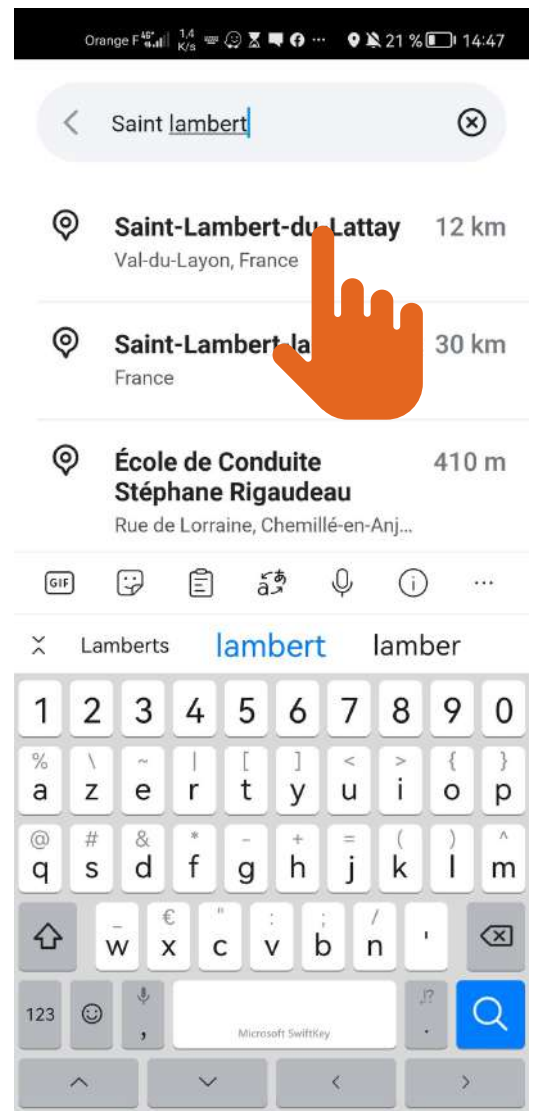 Orange F 46+ 1,4 K/s ... 21 % 14:47
Saint lambert
Saint-Lambert-du-Lattay 12 km
Val-du-Layon, France
Saint-Lambert-la 30 km
France
École de Conduite 410 m
Stéphane Rigaudeau
Rue de Lorraine, Chemillé-en-Anj...
GIF ...
Lamberts lambert lamber
1 2 3 4 5 6 7 8 9 0
% \ ~ | [ ] < > { }
a z e r t y u i o p
@ # & * - + = ( ) ^
q s d f g h j k l m
_ € " : ; /
w x c v b n '
123 , Microsoft SwiftKey ,!? .